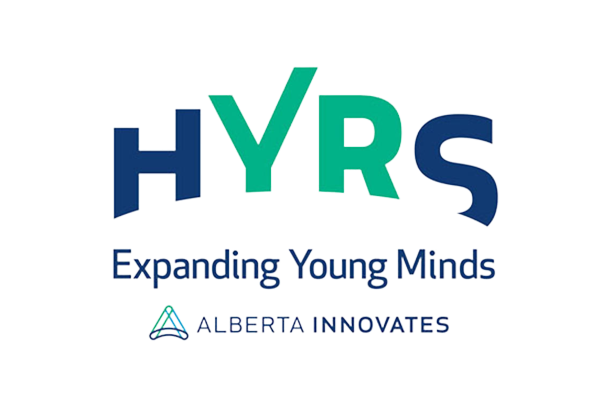 HYRS
Expanding Young Minds
ALBERTA INNOVATES